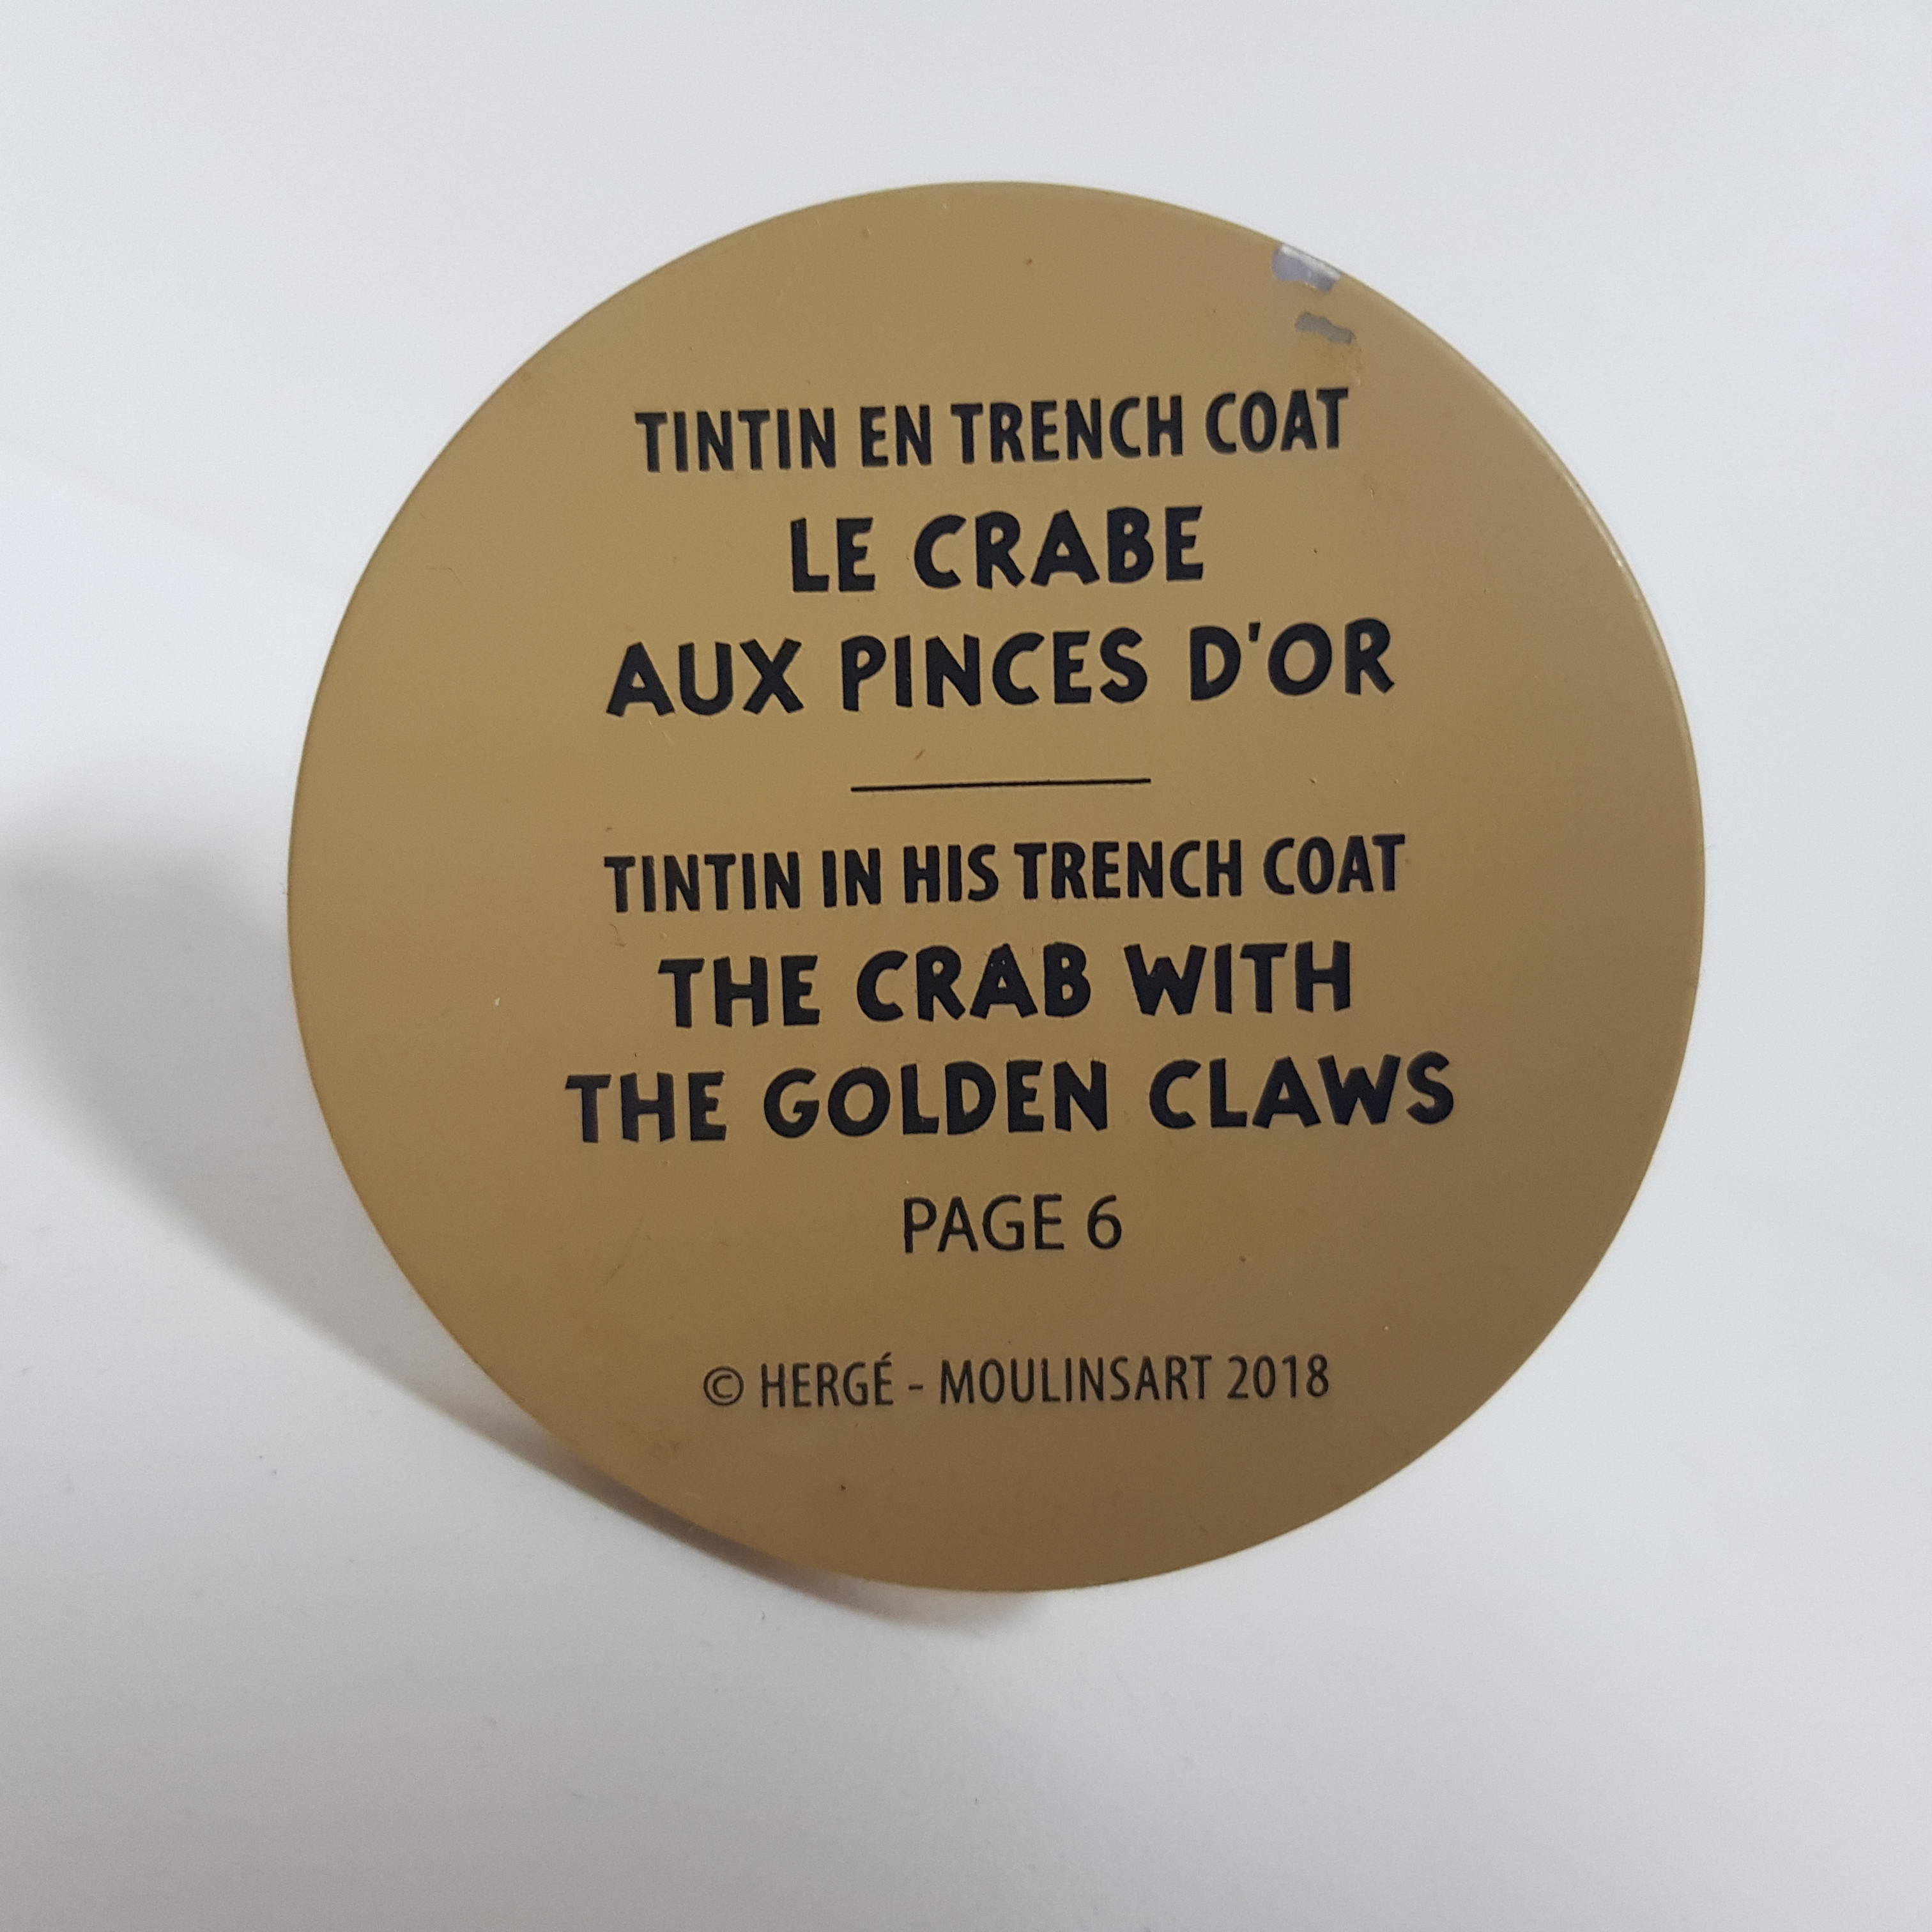 TINTIN EN TRENCH COAT
LE CRABE
AUX PINCES D'OR
TINTIN IN HIS TRENCH COAT
THE CRAB WITH
THE GOLDEN CLAWS
PAGE 6
© HERGÉ - MOULINSART 2018